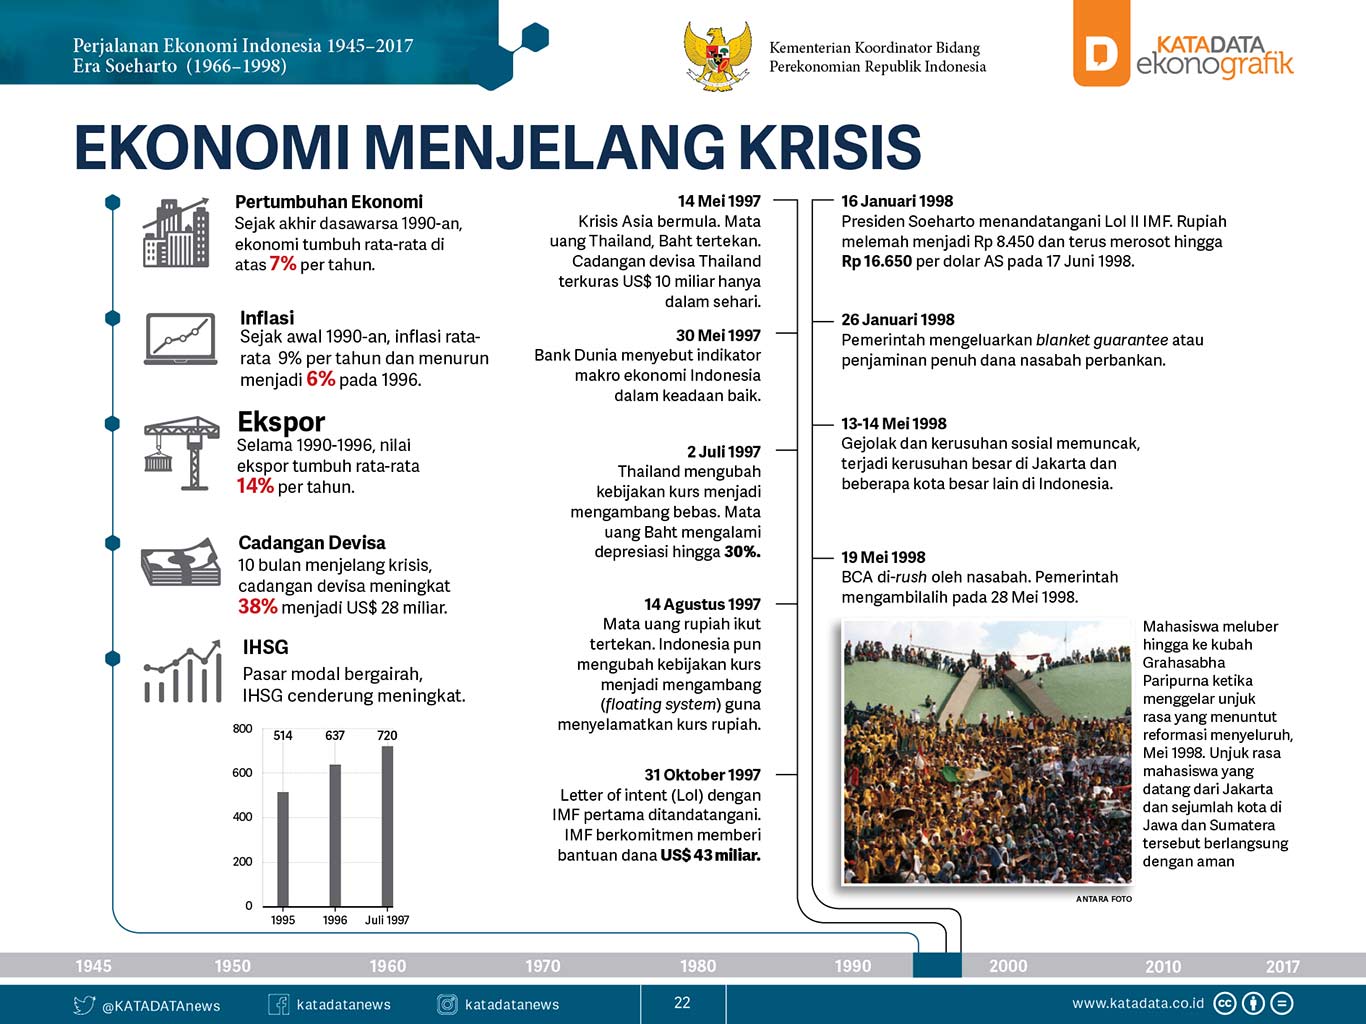 Perjalanan Ekonomi Indonesia 1945–2017
Era Soeharto (1966–1998)
Kementerian Koordinator Bidang
Perekonomian Republik Indonesia
D
KATADATA
ekonografik
EKONOMI MENJELANG KRISIS
Pertumbuhan Ekonomi
Sejak akhir dasawarsa 1990-an,
ekonomi tumbuh rata-rata di
atas 7% per tahun.
Inflasi
Sejak awal 1990-an, inflasi rata-
rata 9% per tahun dan menurun
menjadi 6% pada 1996.
Ekspor
Selama 1990-1996, nilai
ekspor tumbuh rata-rata
14% per tahun.
Cadangan Devisa
10 bulan menjelang krisis,
cadangan devisa meningkat
38% menjadi US$ 28 miliar.
IHSG
Pasar modal bergairah,
IHSG cenderung meningkat.
800
600
400
200
0
514
637
720
1995
1996
Juli 1997
14 Mei 1997
Krisis Asia bermula. Mata
uang Thailand, Baht tertekan.
Cadangan devisa Thailand
terkuras US$ 10 miliar hanya
dalam sehari.
30 Mei 1997
Bank Dunia menyebut indikator
makro ekonomi Indonesia
dalam keadaan baik.
2 Juli 1997
Thailand mengubah
kebijakan kurs menjadi
mengambang bebas. Mata
uang Baht mengalami
depresiasi hingga 30%.
14 Agustus 1997
Mata uang rupiah ikut
tertekan. Indonesia pun
mengubah kebijakan kurs
menjadi mengambang
(floating system) guna
menyelamatkan kurs rupiah.
31 Oktober 1997
Letter of intent (LoI) dengan
IMF pertama ditandatangani.
IMF berkomitmen memberi
bantuan dana US$ 43 miliar.
16 Januari 1998
Presiden Soeharto menandatangani LoI II IMF. Rupiah
melemah menjadi Rp 8.450 dan terus merosot hingga
Rp 16.650 per dolar AS pada 17 Juni 1998.
26 Januari 1998
Pemerintah mengeluarkan blanket guarantee atau
penjaminan penuh dana nasabah perbankan.
13-14 Mei 1998
Gejolak dan kerusuhan sosial memuncak,
terjadi kerusuhan besar di Jakarta dan
beberapa kota besar lain di Indonesia.
19 Mei 1998
BCA di-rush oleh nasabah. Pemerintah
mengambilalih pada 28 Mei 1998.
Mahasiswa meluber
hingga ke kubah
Grahasabha
Paripurna ketika
menggelar unjuk
rasa yang menuntut
reformasi menyeluruh,
Mei 1998. Unjuk rasa
mahasiswa yang
datang dari Jakarta
dan sejumlah kota di
Jawa dan Sumatera
tersebut berlangsung
dengan aman
ANTARA FOTO
1945 1950 1960 1970 1980 1990 2000 2010 2017
@KATADATAnews katadatanews katadatanews 22 www.katadata.co.id cc